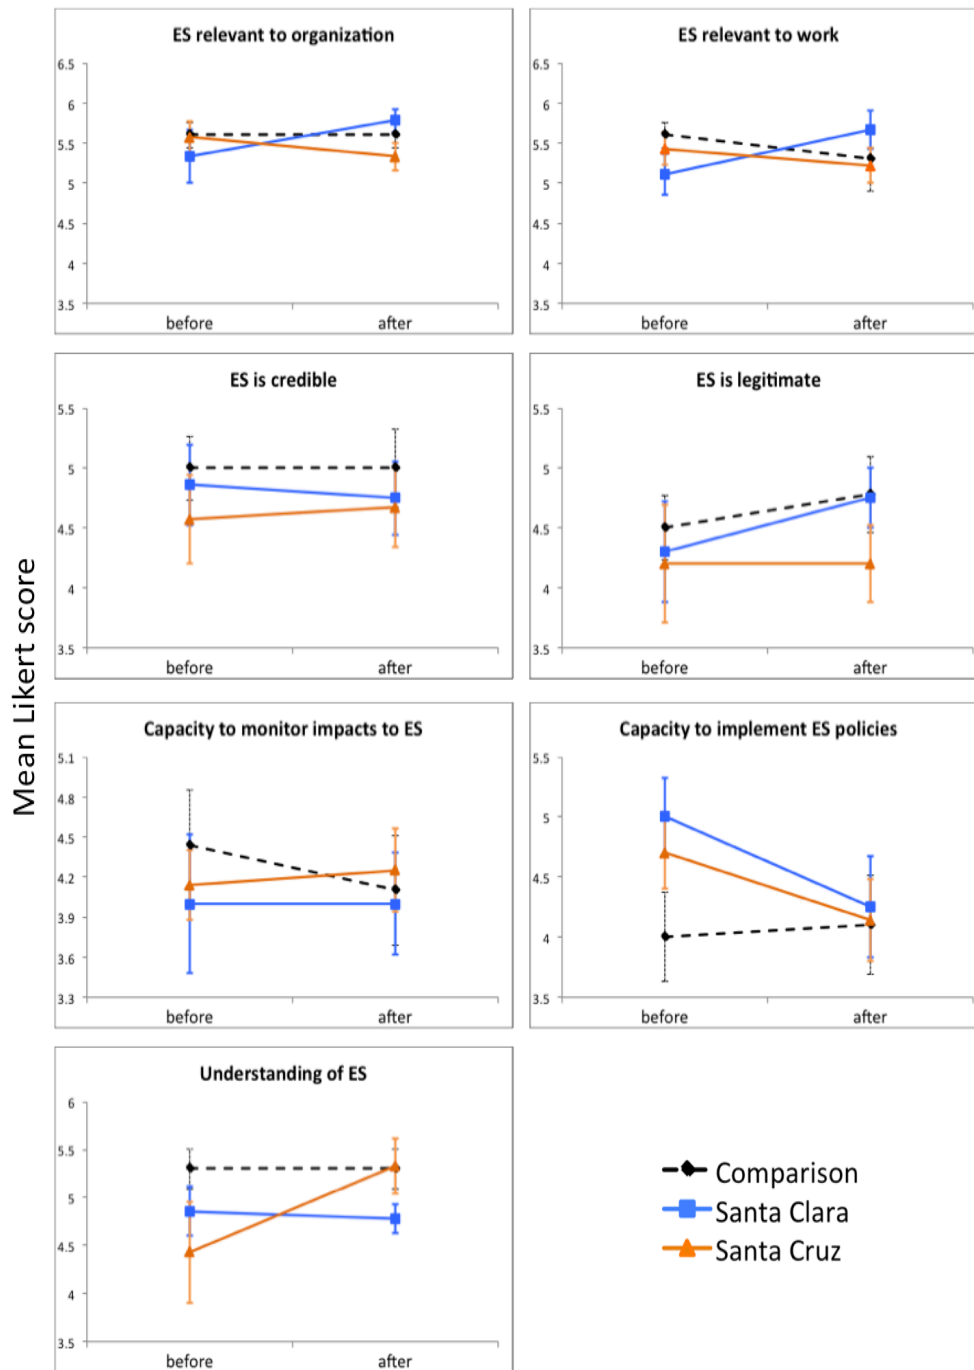 ES relevant to organization
6.5
6
5.5
5
4.5
4
3.5
before after
ES relevant to work
6.5
6
5.5
5
4.5
4
3.5
before after
ES is credible
5.5
5
4.5
4
3.5
before after
ES is legitimate
5.5
5
4.5
4
3.5
before after
Mean Likert score
Capacity to monitor impacts to ES
5.1
4.8
4.5
4.2
3.9
3.6
3.3
before after
Capacity to implement ES policies
5.5
5
4.5
4
3.5
before after
Understanding of ES
6
5.5
5
4.5
4
3.5
before after
Comparison
Santa Clara
Santa Cruz